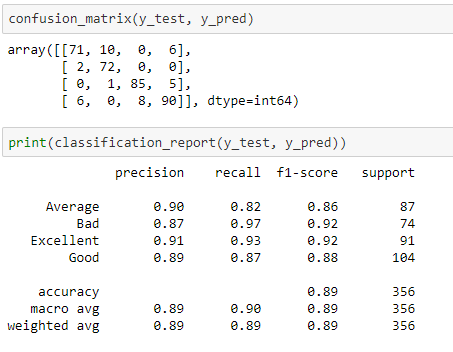 confusion_matrix(y_test, y_pred)
array([[71, 10,  0,  6],
       [ 2, 72,  0,  0],
       [ 0,  1, 85,  5],
       [ 6,  0,  8, 90]], dtype=int64)
print(classification_report(y_test, y_pred))
              precision    recall  f1-score   support
     Average       0.90      0.82      0.86        87
         Bad       0.87      0.97      0.92        74
   Excellent       0.91      0.93      0.92        91
        Good       0.89      0.87      0.88       104
    accuracy                           0.89       356
   macro avg       0.89      0.90      0.89       356
weighted avg       0.89      0.89      0.89       356